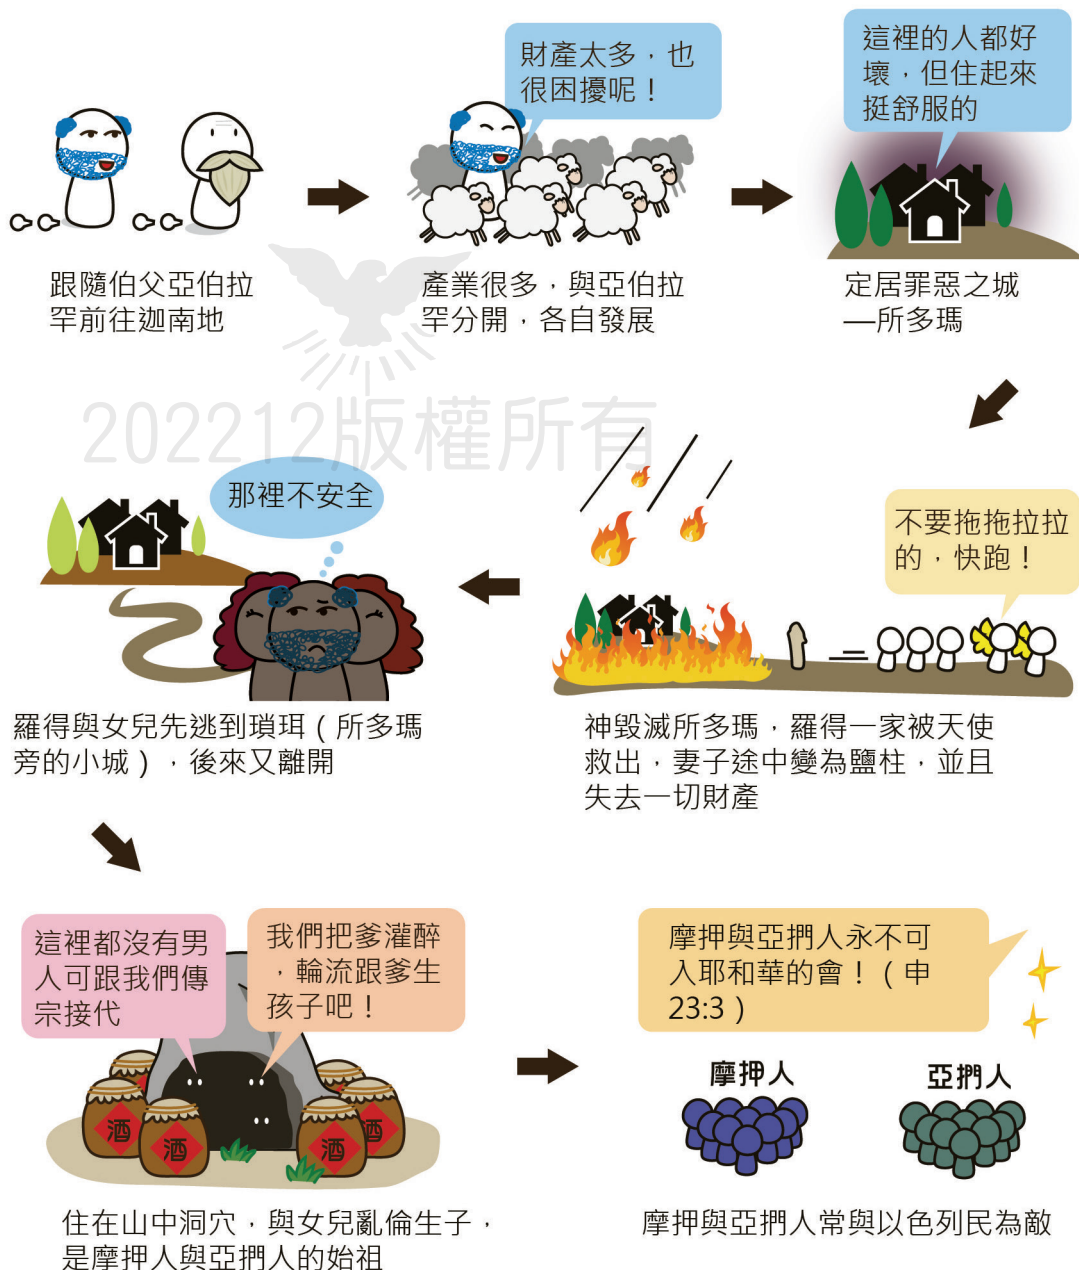 財產太多，也
很困擾呢！
這裡的人都好
壞，但住起來
挺舒服的
跟隨伯父亞伯拉
罕前往迦南地
產業很多，與亞伯拉
罕分開，各自發展
定居罪惡之城
—所多瑪
202212版權所有
不要拖拖拉拉
的，快跑！
神毀滅所多瑪，羅得一家被天使
救出，妻子途中變為鹽柱，並且
失去一切財產
那裡不安全
羅得與女兒先逃到瑣珥（所多瑪
旁的小城），後來又離開
這裡都沒有男
人可跟我們傳
宗接代
我們把爹灌醉
，輪流跟爹生
孩子吧！
酒
酒
酒
酒
住在山中洞穴，與女兒亂倫生子，
是摩押人與亞捫人的始祖
摩押與亞捫人永不可
入耶和華的會！（申
23:3）
摩押人
亞捫人
摩押與亞捫人常與以色列民為敵